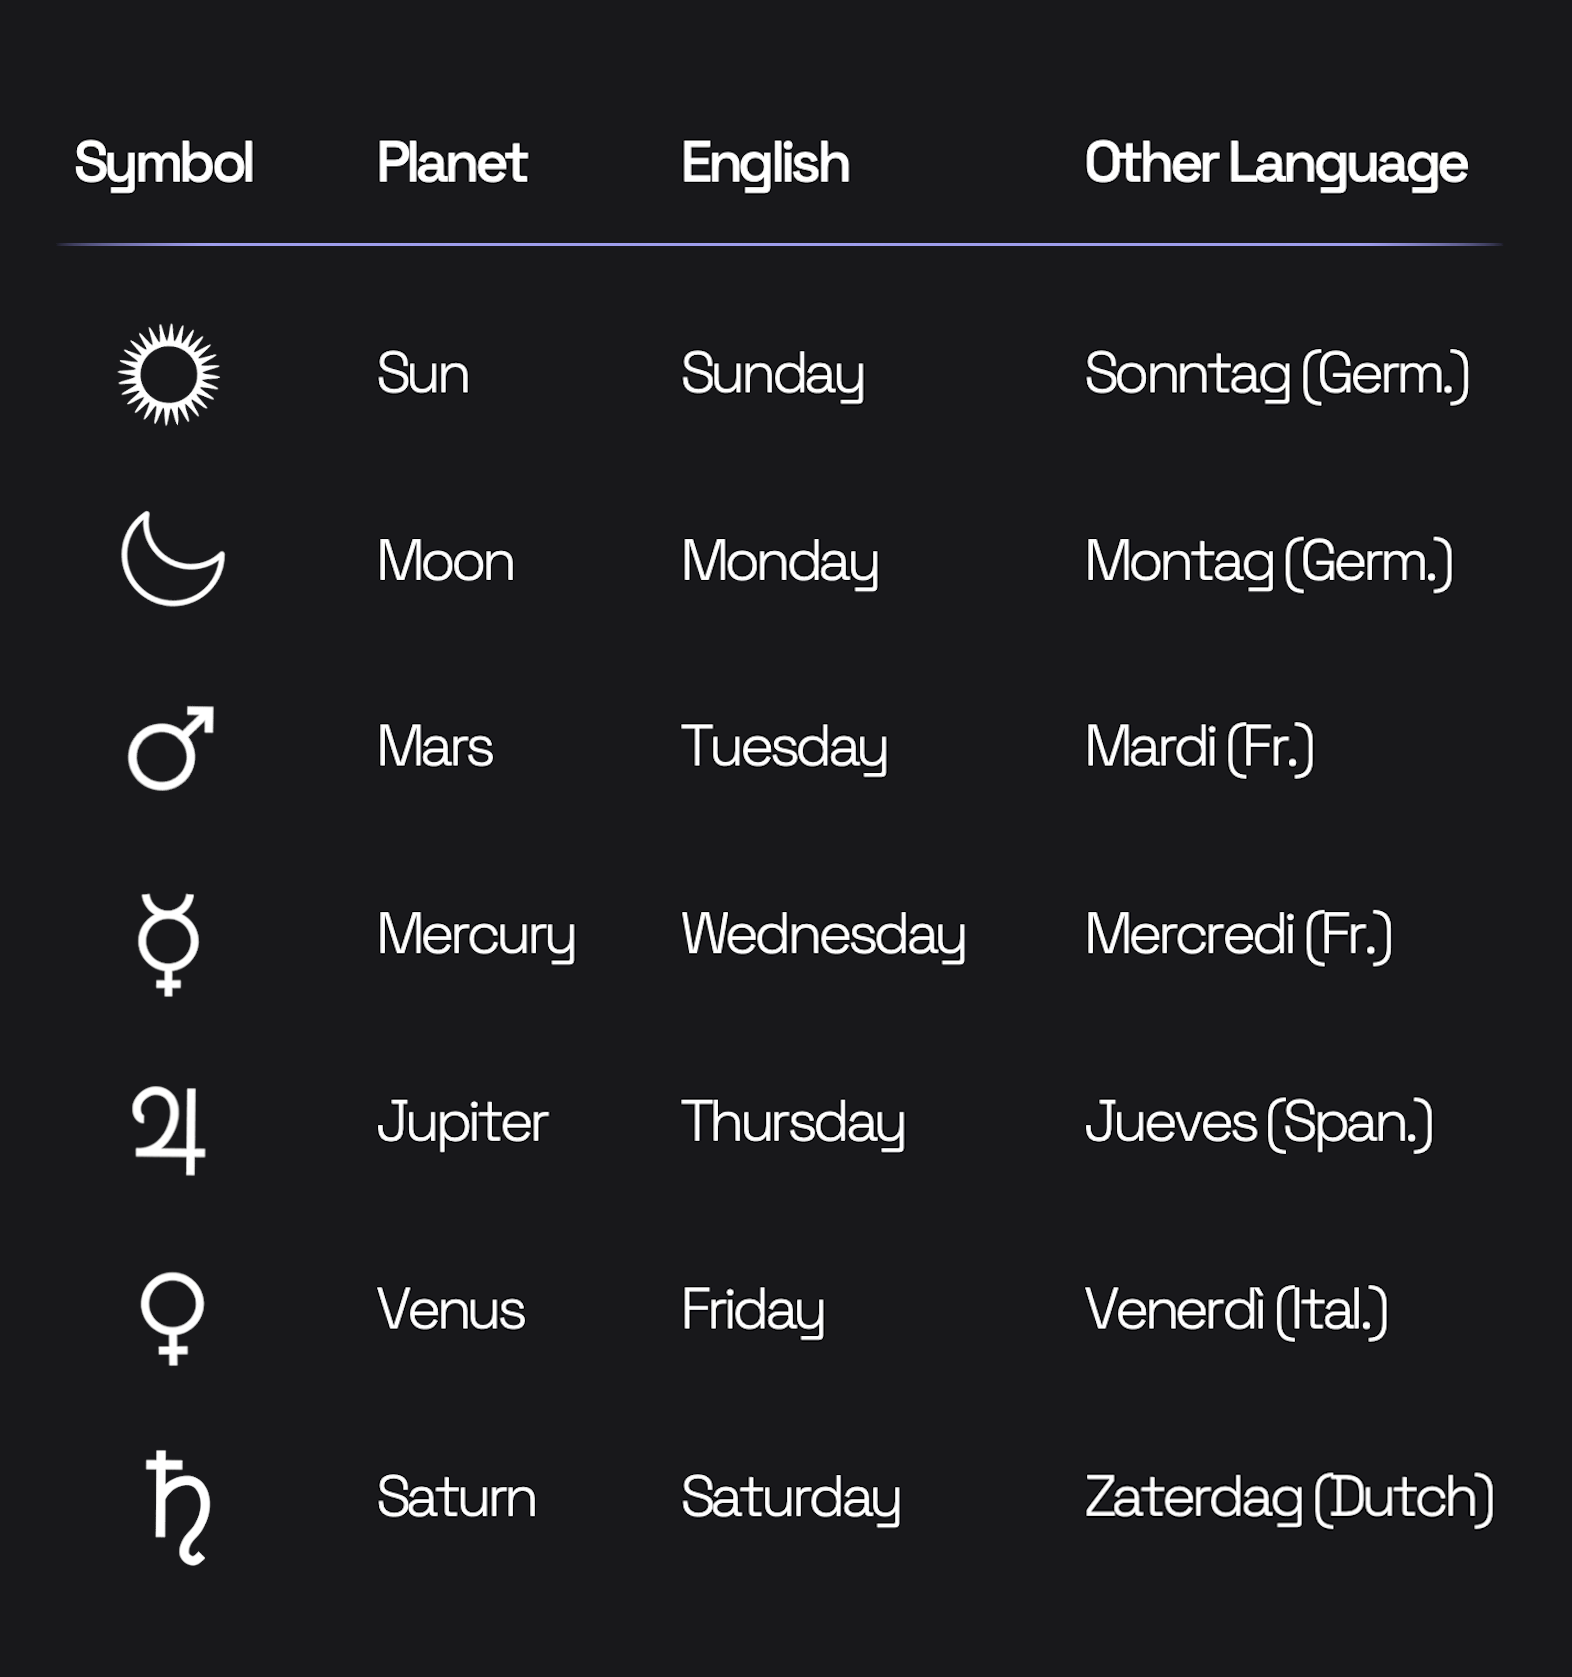 Symbol Planet English Other Language
Sun Sunday Sonntag (Germ.)
Moon Monday Montag (Germ.)
Mars Tuesday Mardi (Fr.)
Mercury Wednesday Mercredi (Fr.)
Jupiter Thursday Jueves (Span.)
Venus Friday Venerdì (Ital.)
Saturn Saturday Zaterdag (Dutch)